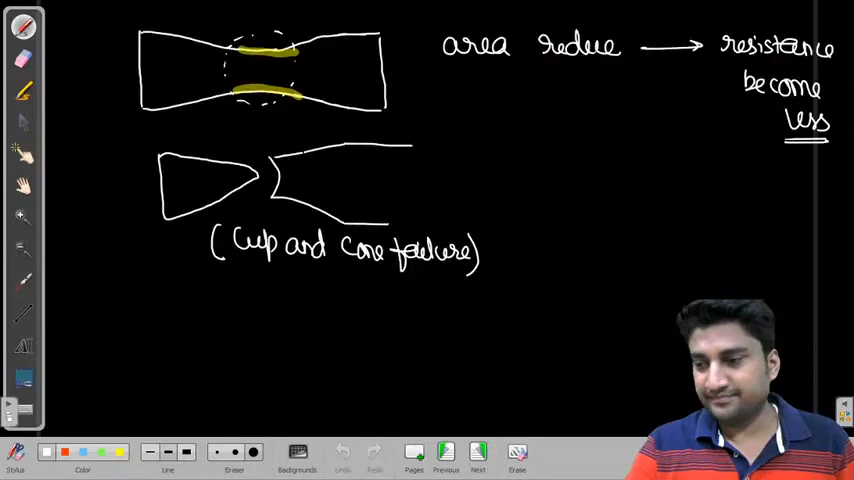 area reduce → resistance
become
less
(Cup and cone failure)
Stylus
Color
Line
Eraser
Backgrounds
Undo
Redo
Pages
Previous
Next
Erase